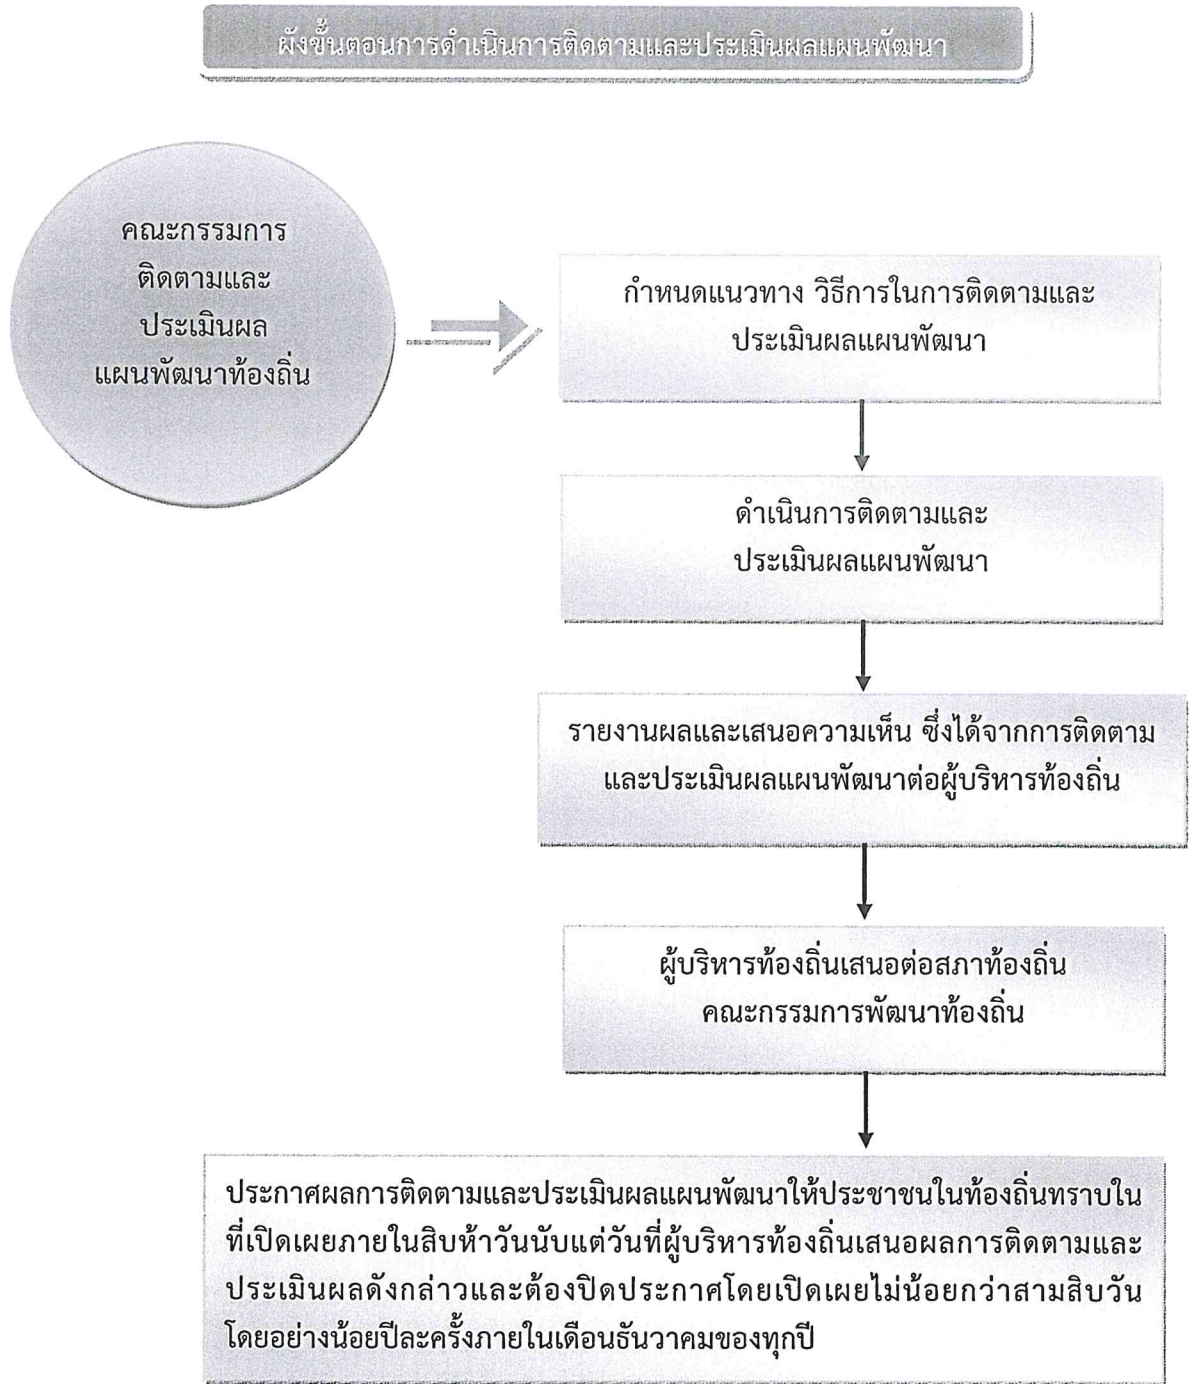 ผังขั้นตอนการดำเนินการติดตามและประเมินผลแผนพัฒนา
คณะกรรมการ
ติดตามและ
ประเมินผล
แผนพัฒนาท้องถิ่น
กำหนดแนวทาง วิธีการในการติดตามและ
ประเมินผลแผนพัฒนา
ดำเนินการติดตามและ
ประเมินผลแผนพัฒนา
รายงานผลและเสนอความเห็น ซึ่งได้จากการติดตาม
และประเมินผลแผนพัฒนาต่อผู้บริหารท้องถิ่น
ผู้บริหารท้องถิ่นเสนอต่อสภาท้องถิ่น
คณะกรรมการพัฒนาท้องถิ่น
ประกาศผลการติดตามและประเมินผลแผนพัฒนาให้ประชาชนในท้องถิ่นทราบใน
ที่เปิดเผยภายในสิบห้าวันนับแต่วันที่ผู้บริหารท้องถิ่นเสนอผลการติดตามและ
ประเมินผลดังกล่าวและต้องปิดประกาศโดยเปิดเผยไม่น้อยกว่าสามสิบวัน
โดยอย่างน้อยปีละครั้งภายในเดือนธันวาคมของทุกปี